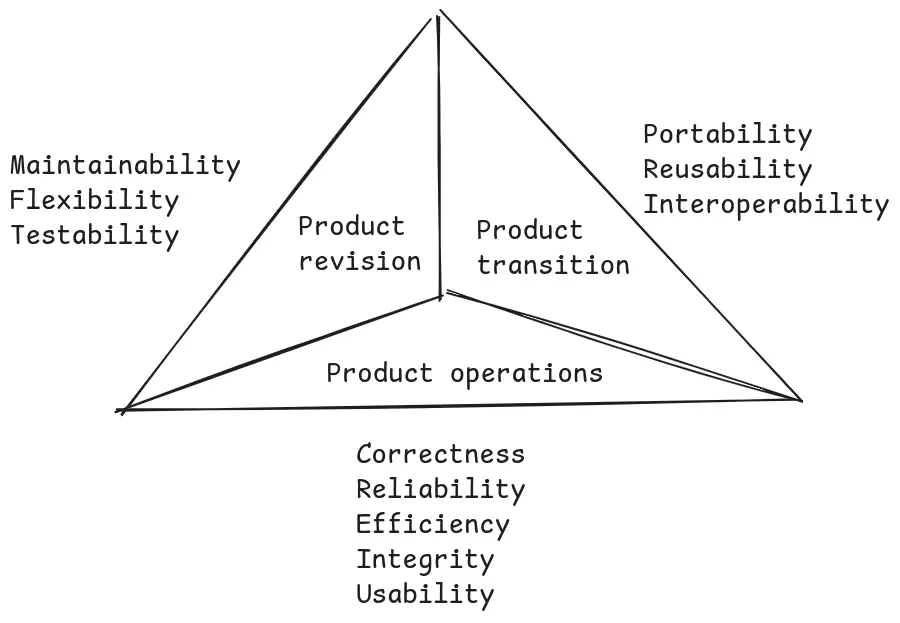 Maintainability
Flexibility
Testability
Portability
Reusability
Interoperability
Product
revision
Product
transition
Product operations
Correctness
Reliability
Efficiency
Integrity
Usability